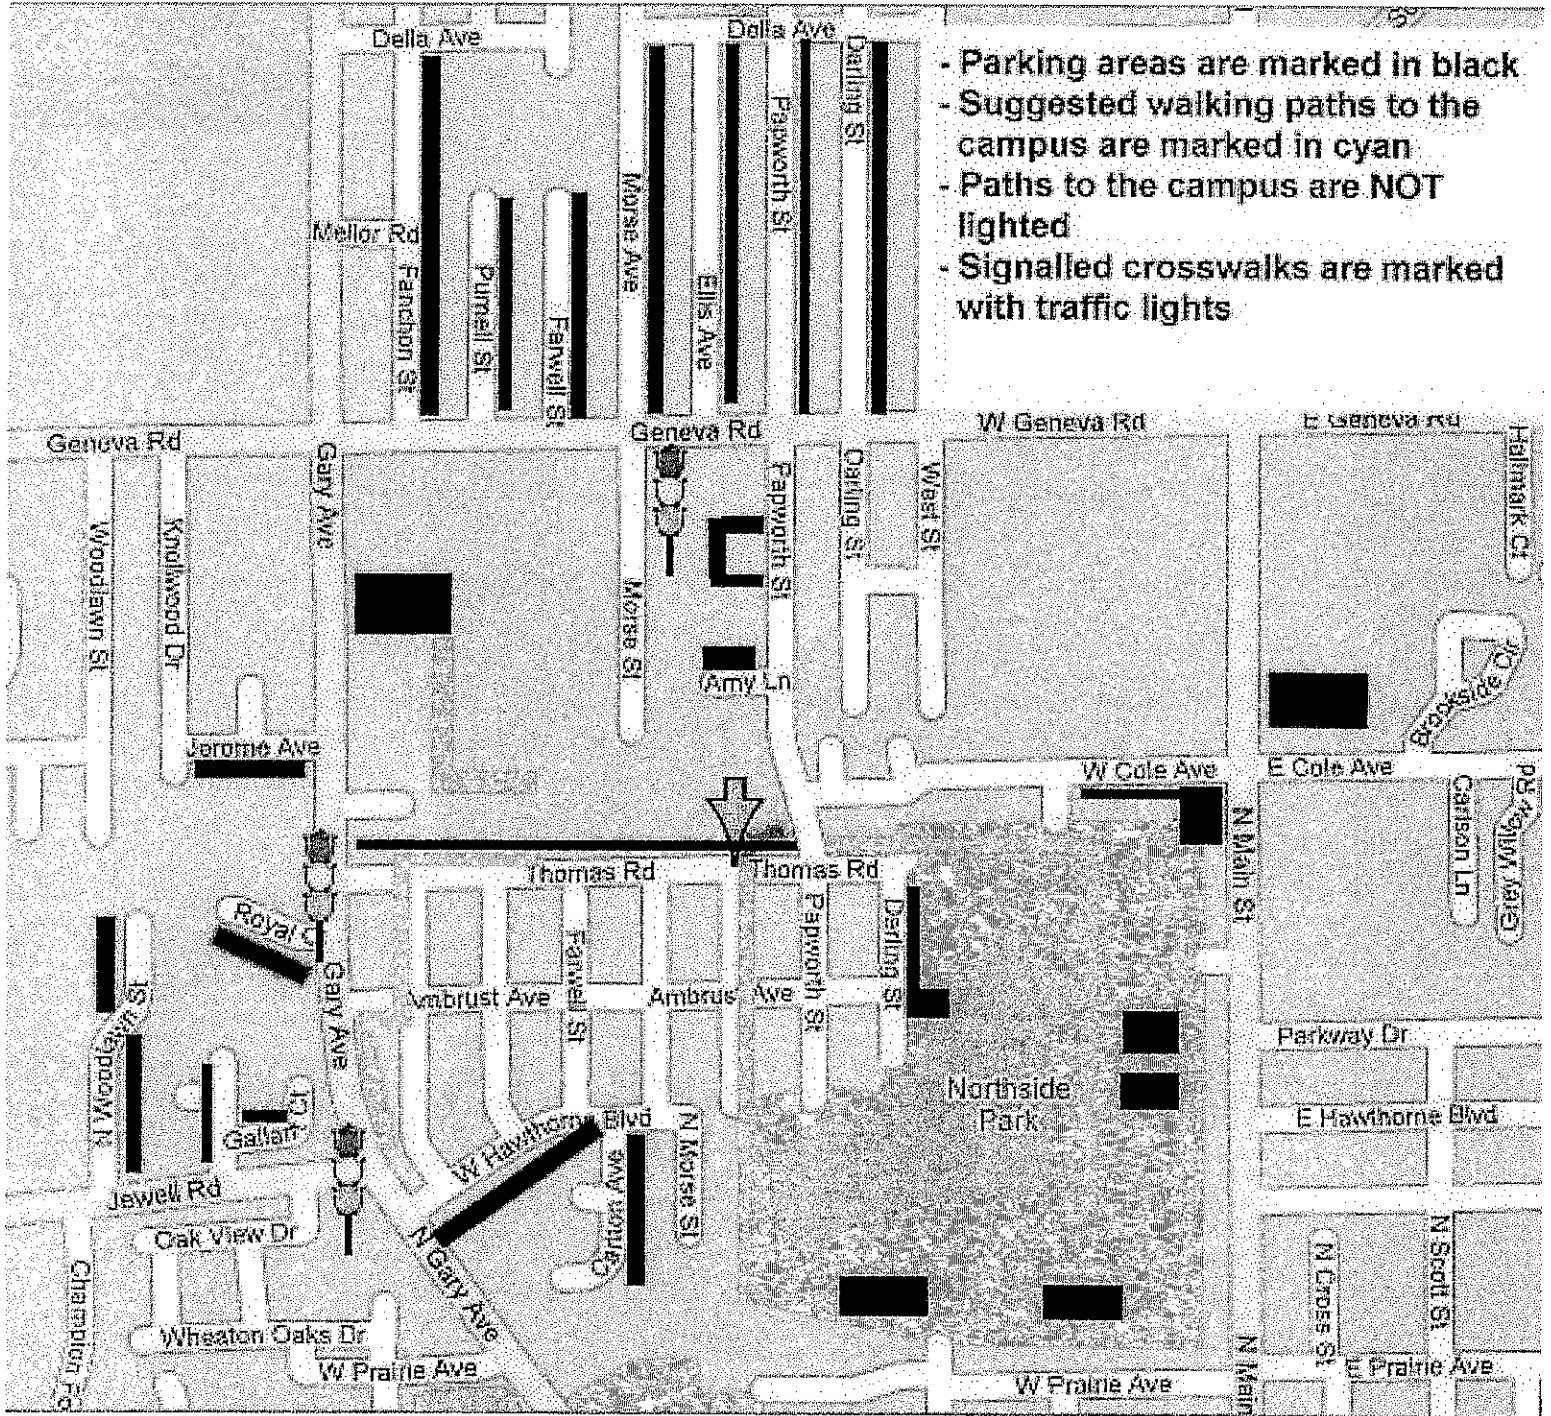 Della Ave
Della Ave
Darling St
- Parking areas are marked in black
- Suggested walking paths to the
campus are marked in cyan
- Paths to the campus are NOT
lighted
- Signalled crosswalks are marked
with traffic lights
Papworth St
Morse Ave
Mellor Rd
Fanchon St
Purnell St
Farwell St
Ellis Ave
Geneva Rd
Geneva Rd
W Geneva Rd
E Geneva Rd
Hallmark Ct
Gary Ave
Papworth St
Darling St
West St
Woodlawn St
Knollwood Dr
Morse St
Amy Ln
Brookside Cir
Jerome Ave
W Cole Ave
E Cole Ave
Carlson Ln
Glen Mill
N Main St
Thomas Rd
Thomas Rd
Royal C
Papworth St
Darling St
Farwell St
Gary Ave
Ambrust Ave
Ambrus Ave
Parkway Dr
Northside
Park
Gallant Ct
W Hawthorne Blvd
N Morse St
E Hawthorne Blvd
Jewell Rd
Oak View Dr
N Gary Ave
N Cross St
N Scott St
Wheaton Oaks Dr
W Prairie Ave
W Prairie Ave
N Main
E Prairie Ave